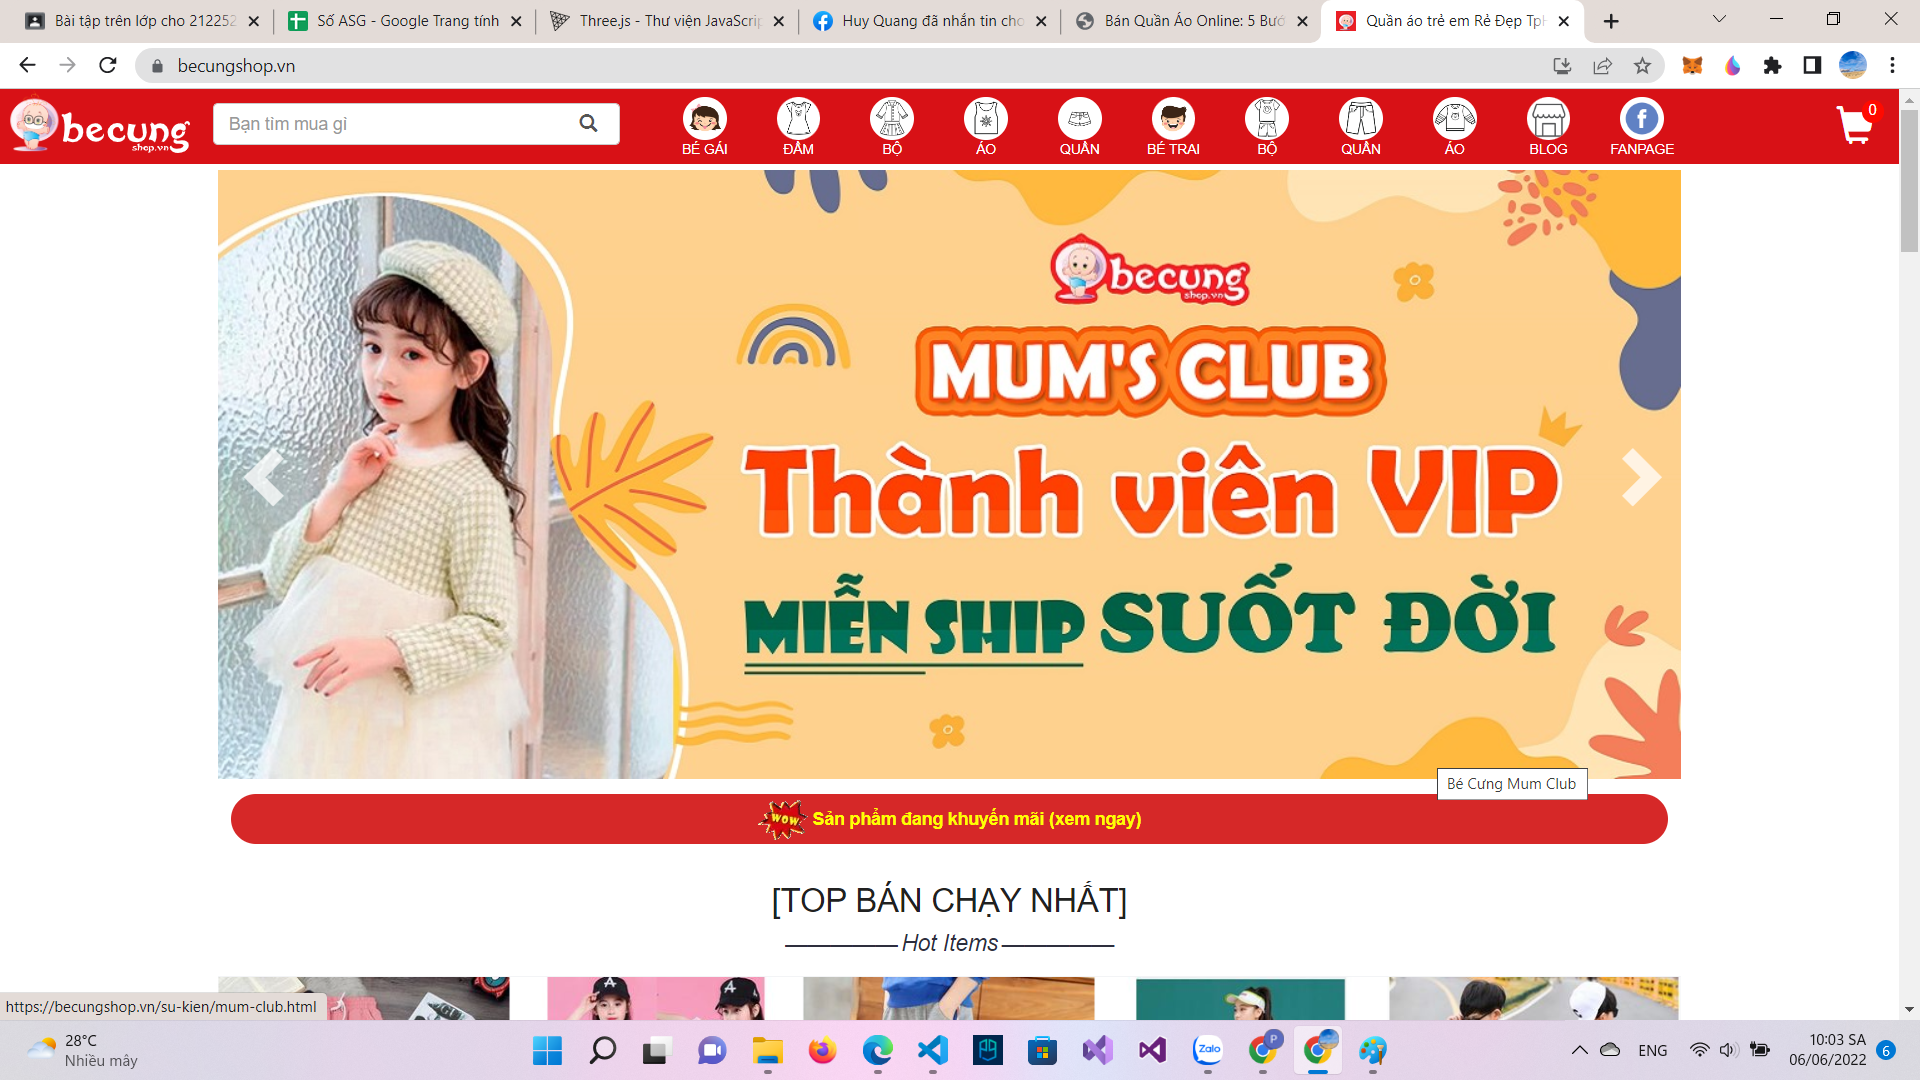 Bài tập trên lớp cho 212252
Số ASG - Google Trang tính
Three.js - Thư viện JavaScrip
Huy Quang đã nhắn tin cho
Bán Quần Áo Online: 5 Bướ
Quần áo trẻ em Rẻ Đẹp TpH
becungshop.vn
becung
shop.vn
Bạn tìm mua gì
BÉ GÁI
ĐẦM
BỘ
ÁO
QUẦN
BÉ TRAI
BỘ
QUẦN
ÁO
BLOG
FANPAGE
0
becung
shop.vn
MUM'S CLUB
Thành viên VIP
MIỄN SHIP SUỐT ĐỜI
Bé Cưng Mum Club
WOW Sản phẩm đang khuyến mãi (xem ngay)
[TOP BÁN CHẠY NHẤT]
Hot Items
A
A
https://becungshop.vn/su-kien/mum-club.html
28°C
Nhiều mây
Zalo
P
ENG
10:03 SA
06/06/2022
6